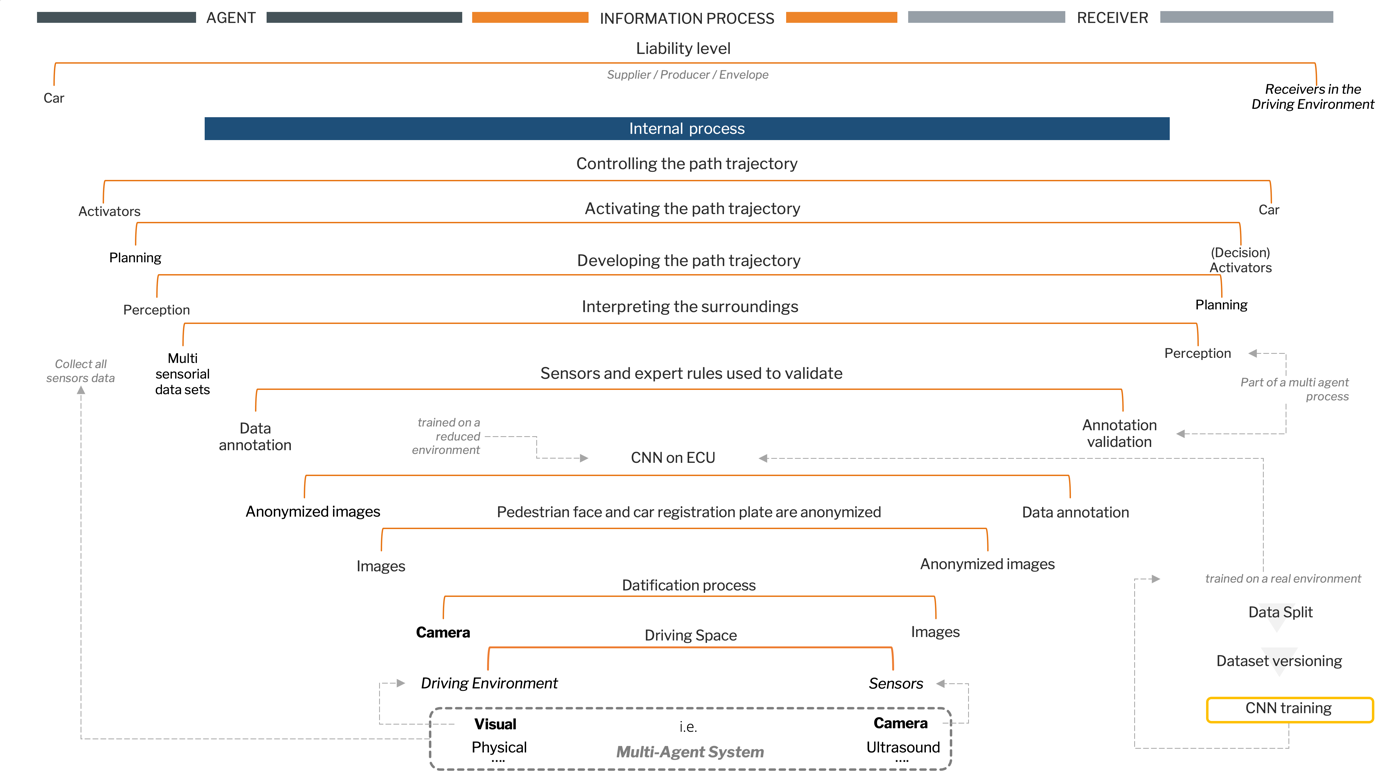 AGENT
INFORMATION PROCESS
RECEIVER
Liability level
Supplier / Producer / Envelope
Car
Receivers in the
Driving Environment
Internal process
Controlling the path trajectory
Activators
Car
Activating the path trajectory
Planning
(Decision)
Activators
Developing the path trajectory
Perception
Planning
Interpreting the surroundings
Multi
sensorial
data sets
Perception
Collect all
sensors data
Part of a multi agent
process
Sensors and expert rules used to validate
Data
annotation
Annotation
validation
trained on a
reduced
environment
CNN on ECU
Anonymized images
Pedestrian face and car registration plate are anonymized
Data annotation
Images
Anonymized images
Datification process
trained on a real environment
Camera
Images
Data Split
Driving Space
Dataset versioning
Driving Environment
Sensors
CNN training
Visual
i.e.
Camera
Physical
Multi-Agent System
Ultrasound
....
....